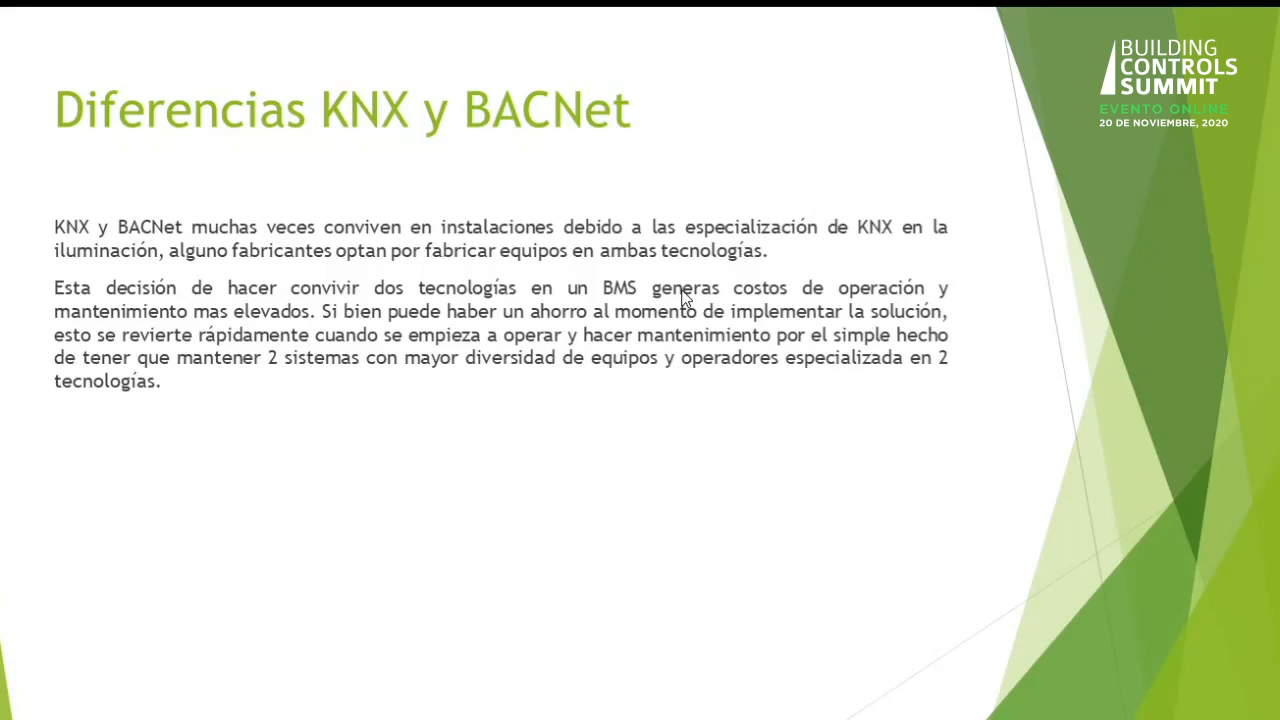 BUILDING
CONTROLS
SUMMIT
EVENTO ONLINE
20 DE NOVIEMBRE, 2020
Diferencias KNX y BACNet
KNX y BACNet muchas veces conviven en instalaciones debido a las especialización de KNX en la
iluminación, alguno fabricantes optan por fabricar equipos en ambas tecnologías.
Esta decisión de hacer convivir dos tecnologías en un BMS generas costos de operación y
mantenimiento mas elevados. Si bien puede haber un ahorro al momento de implementar la solución,
esto se revierte rápidamente cuando se empieza a operar y hacer mantenimiento por el simple hecho
de tener que mantener 2 sistemas con mayor diversidad de equipos y operadores especializada en 2
tecnologías.